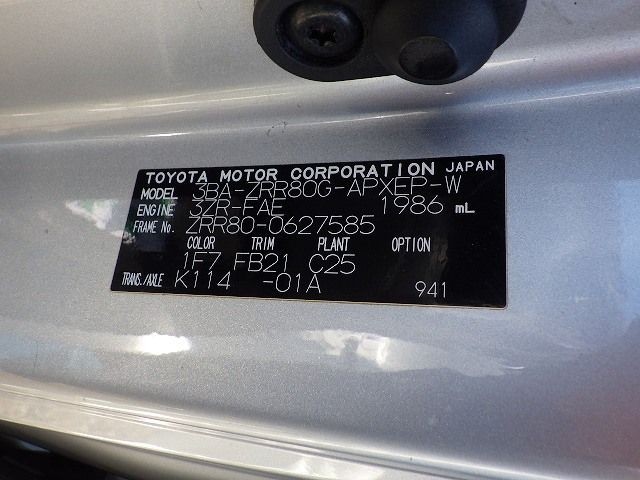 TOYOTA MOTOR CORPORATION JAPAN
MODEL 3BA-ZRR80G-APXEP-W
ENGINE 3ZR-FAE 1986 mL
FRAME No. ZRR80-0627585
COLOR TRIM PLANT OPTION
1F7 FB21 C25
TRANS./AXLE K114 -01A 941